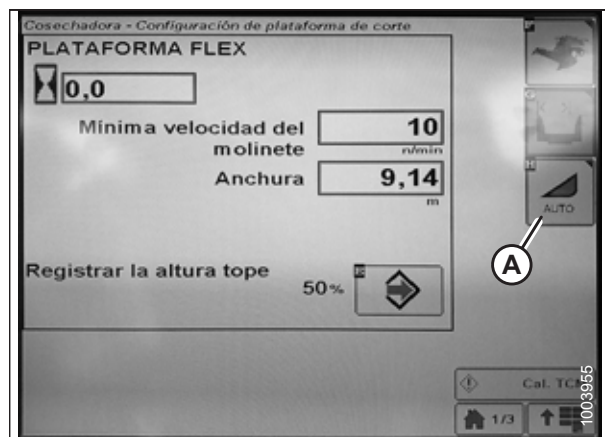 Cosechadora - Configuración de plataforma de corte
PLATAFORMA FLEX
0,0
Mínima velocidad del molinete
10
n/min
Anchura
9,14
m
Registrar la altura tope
50%
AUTO
A
Cal. TCM
1/3
1003955